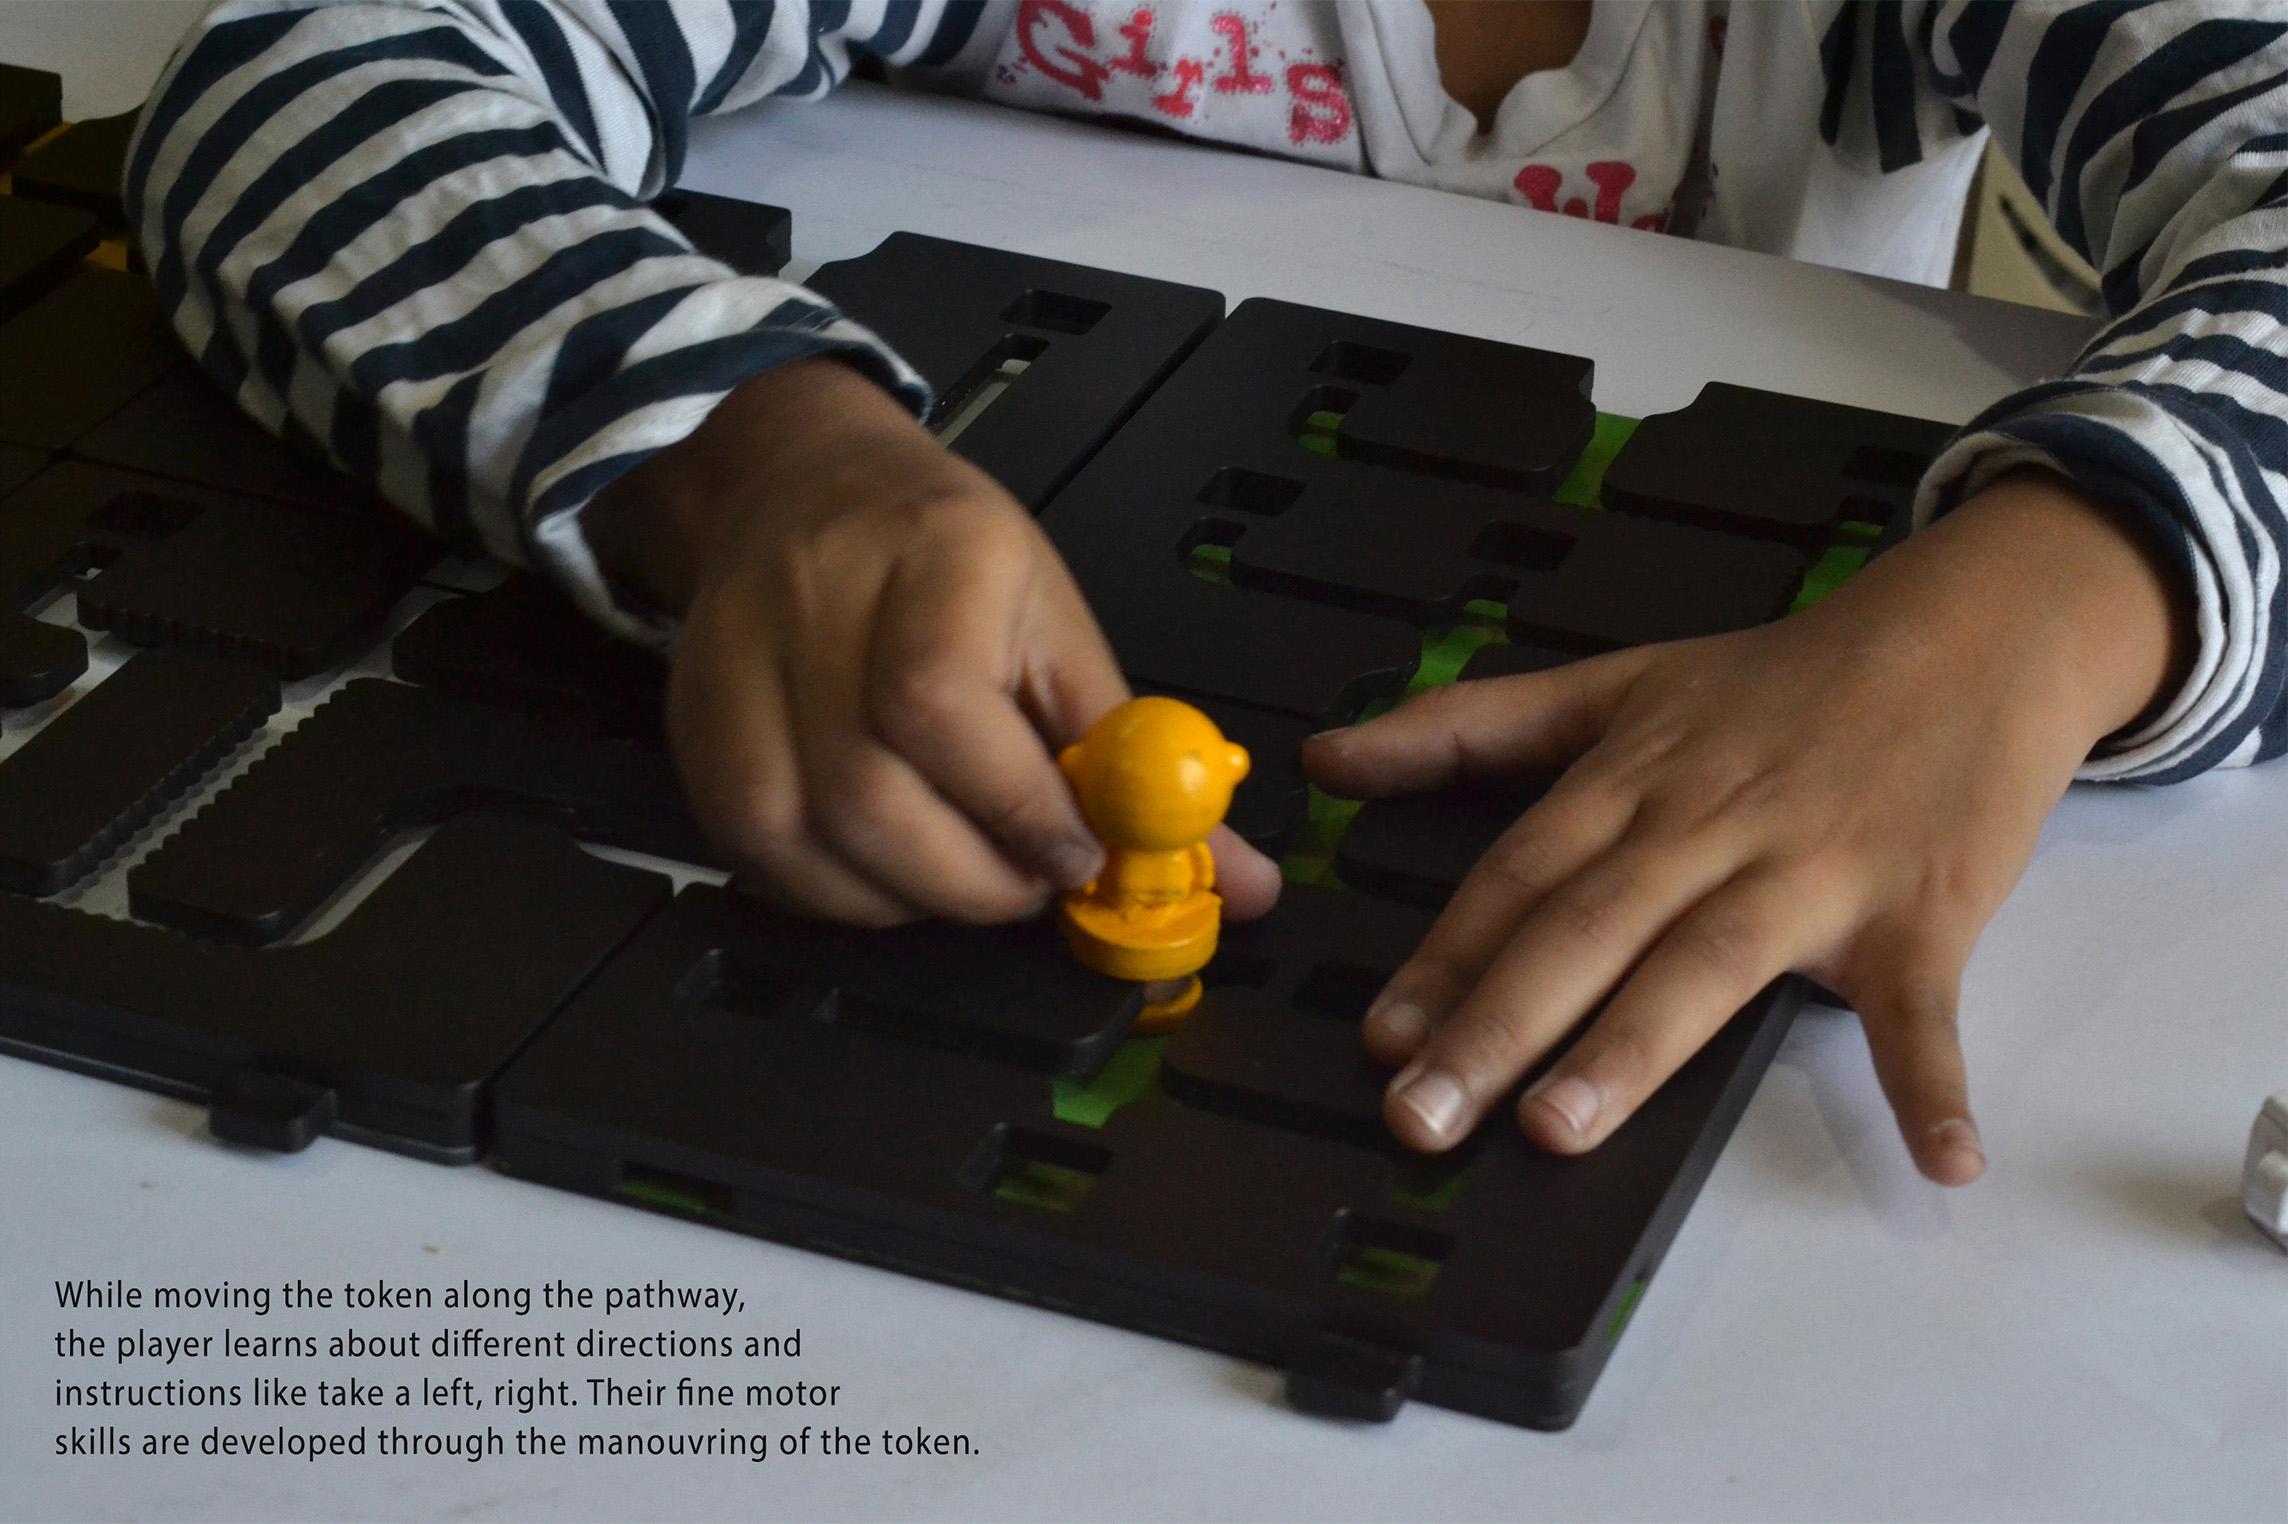 Girls
While moving the token along the pathway,
the player learns about different directions and
instructions like take a left, right. Their fine motor
skills are developed through the manouvring of the token.